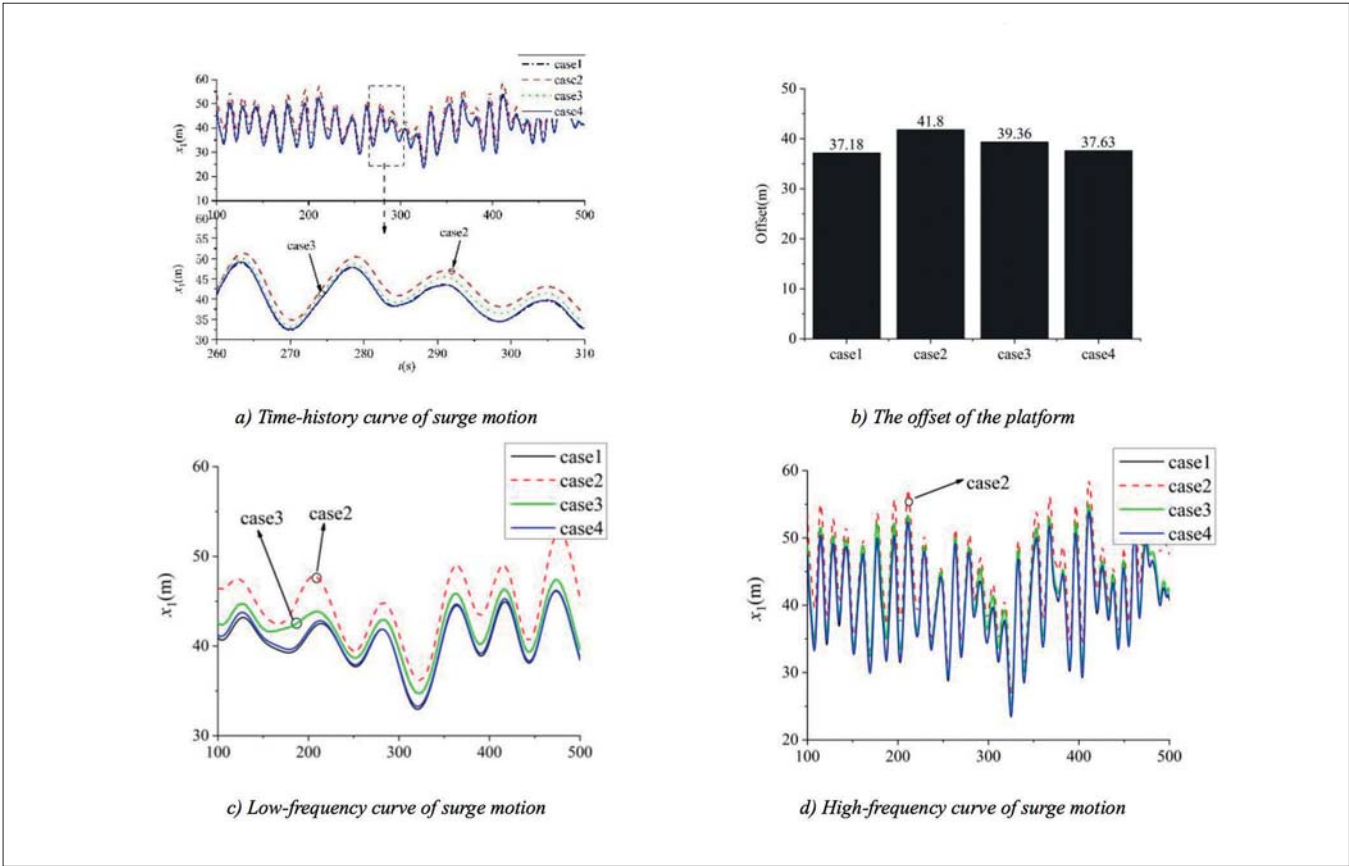 case1
case2
case3
case4
60
50
40
30
20
10
x1(m)
100 200 300 400 500
60
55
50
45
40
35
30
x1(m)
case3
case2
260 270 280 290 300 310
t(s)
a) Time-history curve of surge motion
50
40
30
20
10
0
Offset(m)
37.18
41.8
39.36
37.63
case1 case2 case3 case4
b) The offset of the platform
case1
case2
case3
case4
60
50
40
30
x1(m)
case3
case2
100 200 300 400 500
c) Low-frequency curve of surge motion
case1
case2
case3
case4
60
50
40
30
20
x1(m)
case2
100 200 300 400 500
d) High-frequency curve of surge motion